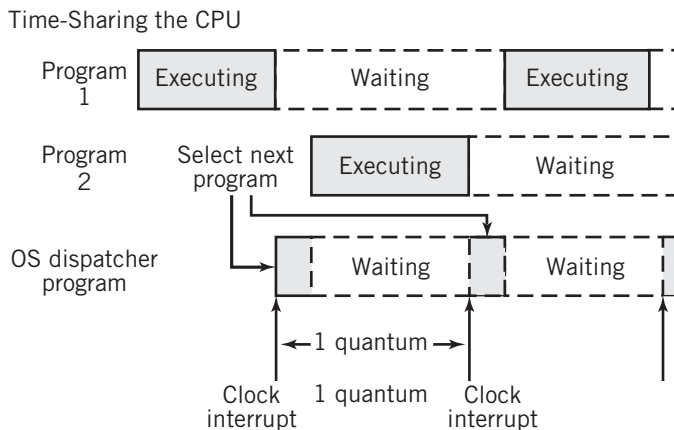 Time-Sharing the CPU
Program
1
Executing
Waiting
Executing
Program
2
Select next
program
Executing
Waiting
OS dispatcher
program
Waiting
Waiting
1 quantum
Clock
interrupt
1 quantum
Clock
interrupt